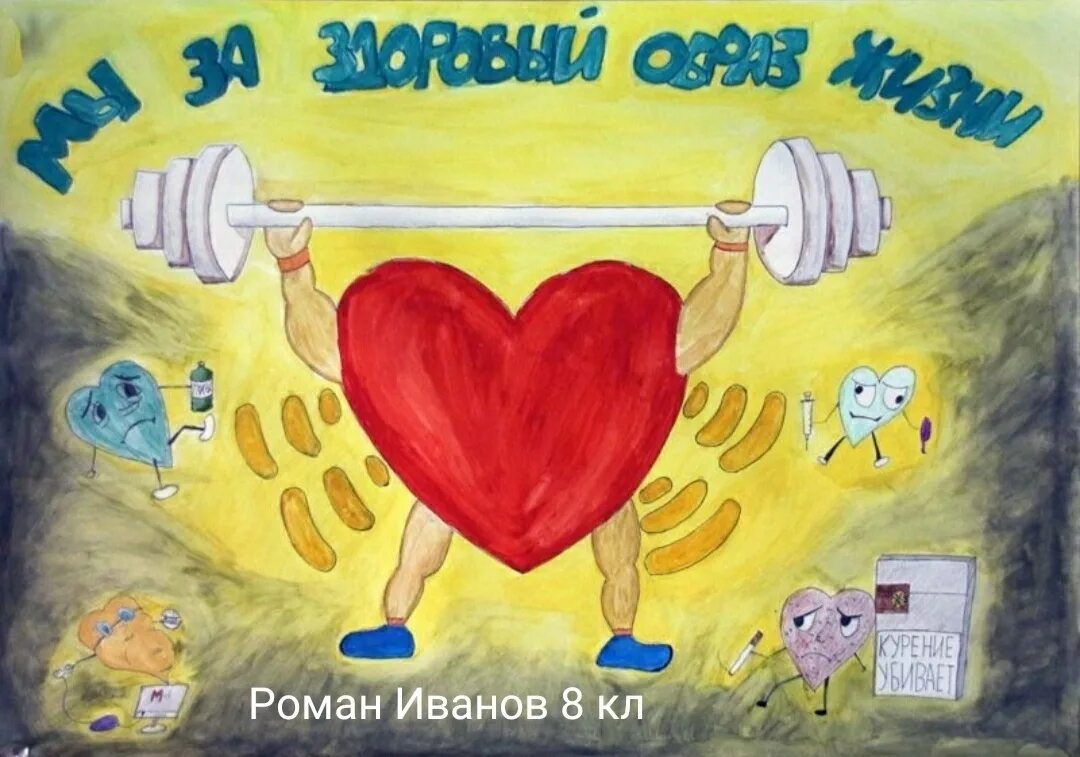 МЫ ЗА ЗДОРОВЫЙ ОБРАЗ ЖИЗНИ
М
КУРЕНИЕ
УБИВАЕТ
Роман Иванов 8 кл